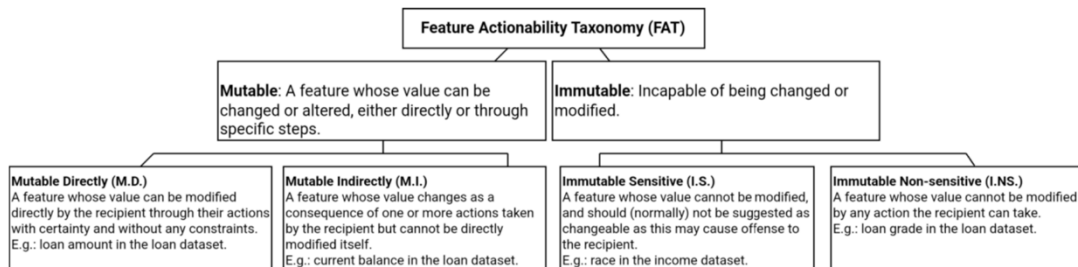 Feature Actionability Taxonomy (FAT)
Mutable: A feature whose value can be
changed or altered, either directly or through
specific steps.
Immutable: Incapable of being changed or
modified.
Mutable Directly (M.D.)
A feature whose value can be modified
directly by the recipient through their actions
with certainty and without any constraints.
E.g.: loan amount in the loan dataset.
Mutable Indirectly (M.I.)
A feature whose value changes as a
consequence of one or more actions taken
by the recipient but cannot be directly
modified itself.
E.g.: current balance in the loan dataset.
Immutable Sensitive (I.S.)
A feature whose value cannot be modified,
and should (normally) not be suggested as
changeable as this may cause offense to
the recipient.
E.g.: race in the income dataset.
Immutable Non-sensitive (I.NS.)
A feature whose value cannot be modified
by any action the recipient can take.
E.g.: loan grade in the loan dataset.